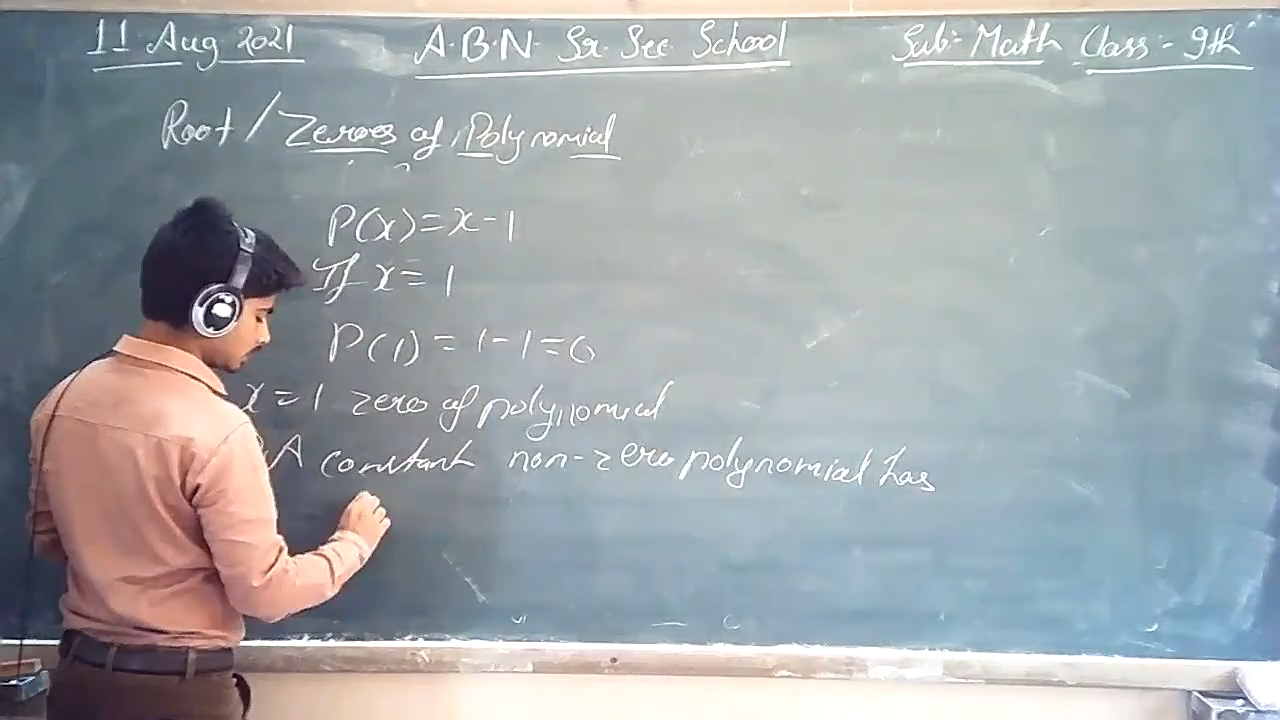 11 Aug 2021 A.B.N. Sr. Sec. School Sub:- Math Class:- 9th
Root / Zeroes of Polynomial
P(x)=x-1
If x=1
P(1)=1-1=0
x=1 zero of polynomial
A constant non-zero polynomial has